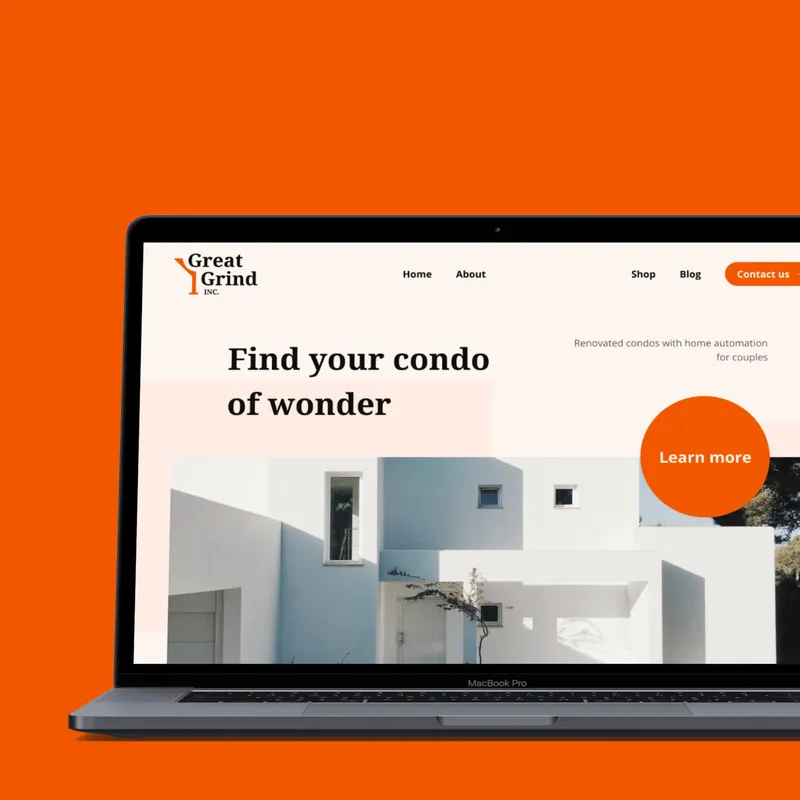 Great
Grind
INC.
Home
About
Shop
Blog
Contact us
Find your condo
of wonder
Renovated condos with home automation
for couples
Learn more
MacBook Pro